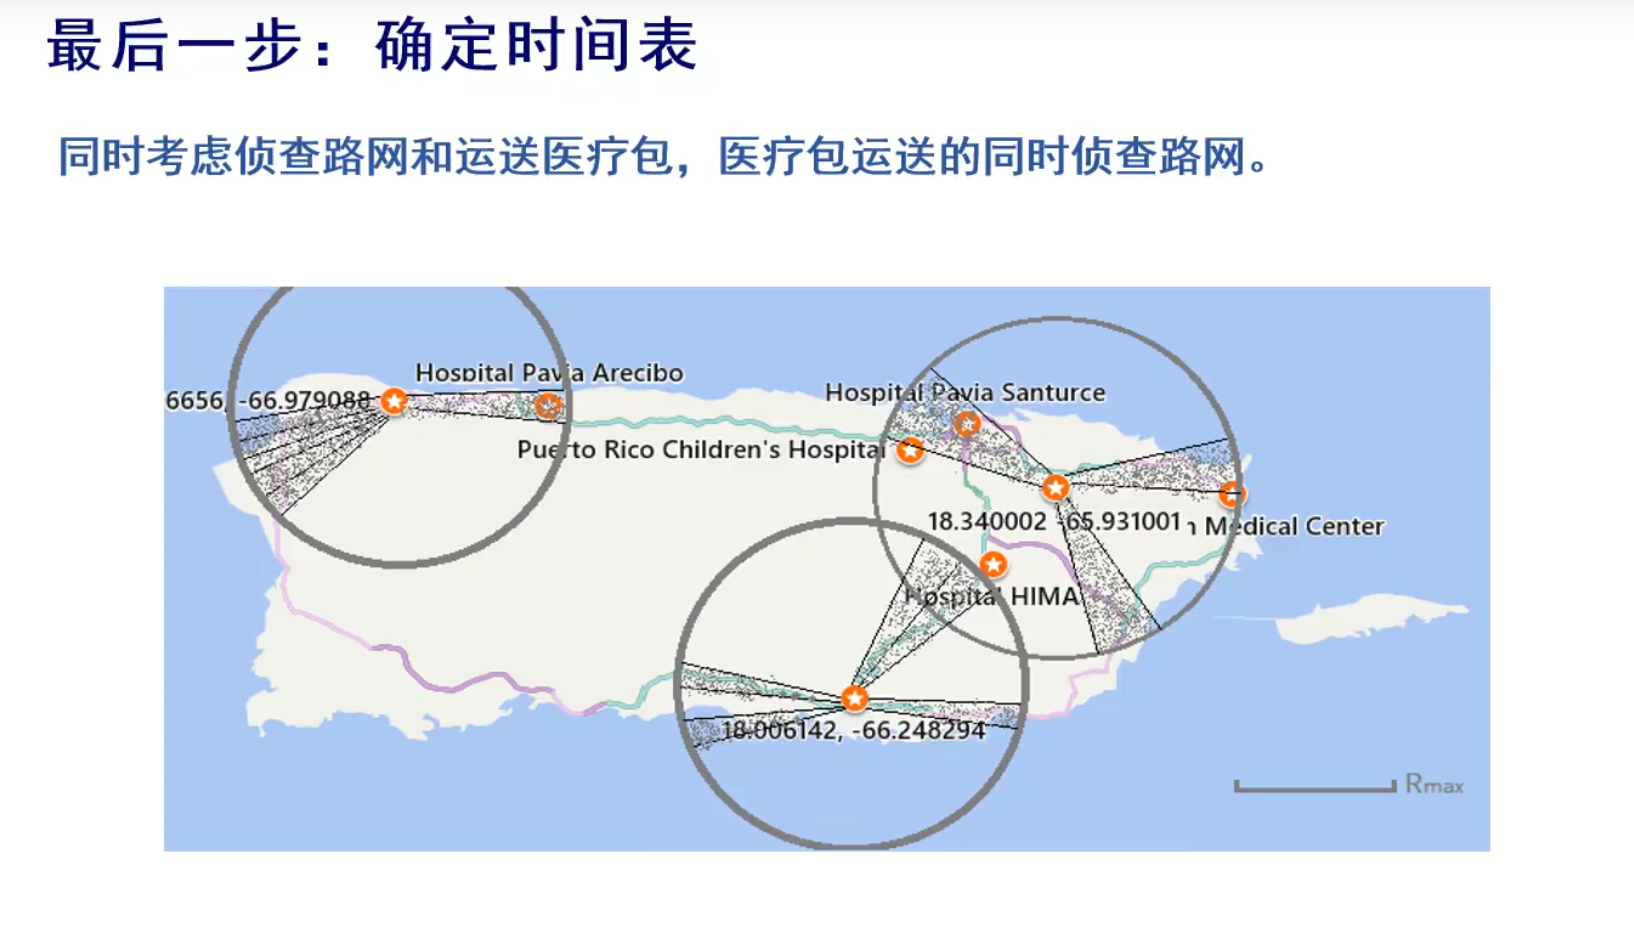 最后一步：确定时间表
同时考虑侦查路网和运送医疗包，医疗包运送的同时侦查路网。
Hospital Pavia Arecibo
6656, -66.979088
Hospital Pavia Santurce
Puerto Rico Children's Hospital
18.340002 -65.931001
n Medical Center
Hospital HIMA
18.006142, -66.248294
Rmax